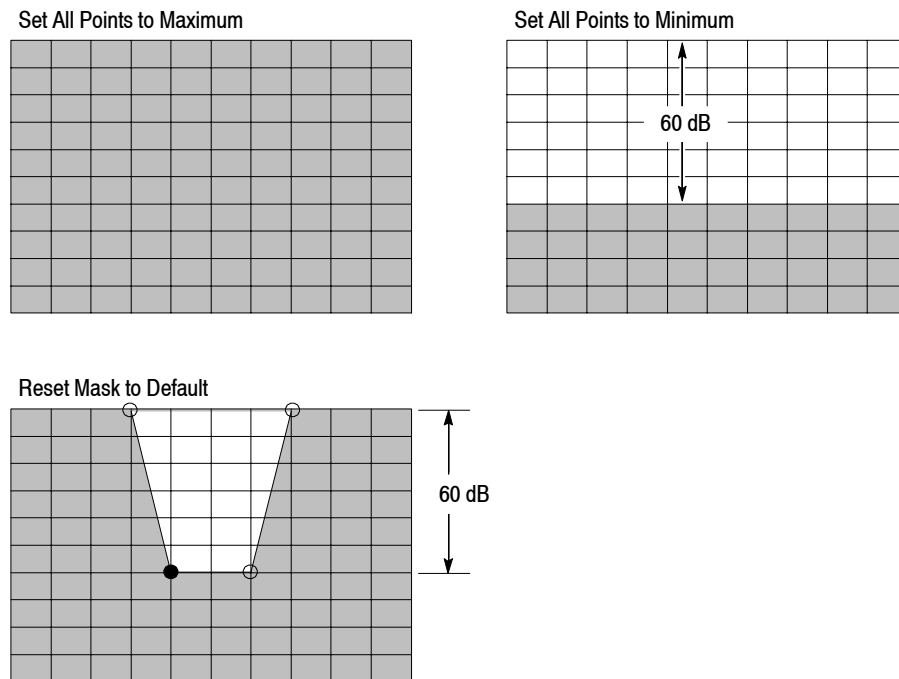 Set All Points to Maximum
Set All Points to Minimum
60 dB
Reset Mask to Default
60 dB